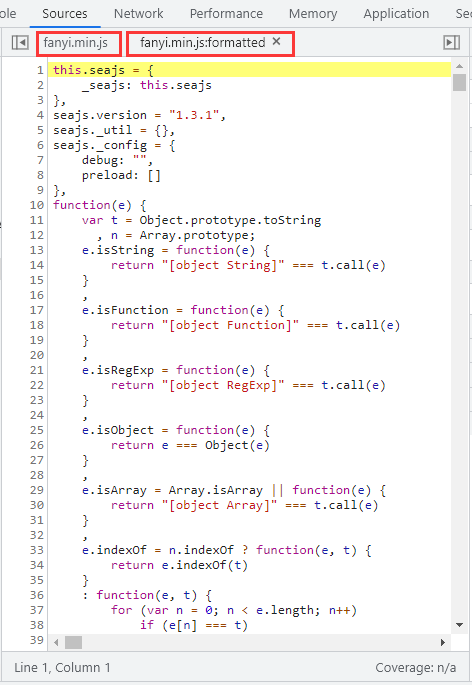 ole Sources Network Performance Memory Application Se
fanyi.min.js fanyi.min.js:formatted ×
1 this.seajs = {
2     _seajs: this.seajs
3 },
4 seajs.version = "1.3.1",
5 seajs._util = {},
6 seajs._config = {
7     debug: "",
8     preload: []
9 },
10 function(e) {
11     var t = Object.prototype.toString
12       , n = Array.prototype;
13     e.isString = function(e) {
14         return "[object String]" === t.call(e)
15     }
16     ,
17     e.isFunction = function(e) {
18         return "[object Function]" === t.call(e)
19     }
20     ,
21     e.isRegExp = function(e) {
22         return "[object RegExp]" === t.call(e)
23     }
24     ,
25     e.isObject = function(e) {
26         return e === Object(e)
27     }
28     ,
29     e.isArray = Array.isArray || function(e) {
30         return "[object Array]" === t.call(e)
31     }
32     ,
33     e.indexOf = n.indexOf ? function(e, t) {
34         return e.indexOf(t)
35     }
36     : function(e, t) {
37         for (var n = 0; n < e.length; n++)
38             if (e[n] === t)
39
Line 1, Column 1 Coverage: n/a